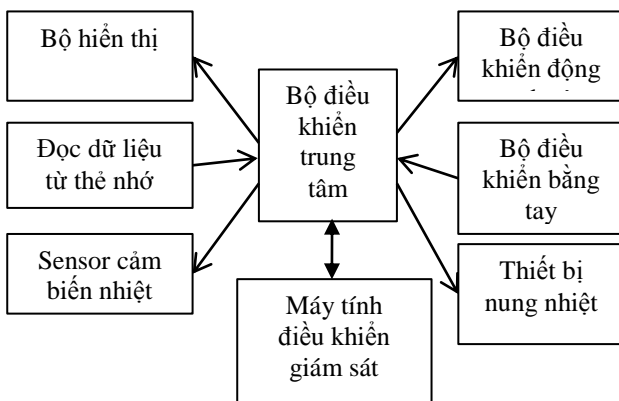 Bộ hiển thị
Đọc dữ liệu
từ thẻ nhớ
Sensor cảm
biến nhiệt
Bộ điều
khiển
trung
tâm
Máy tính
điều khiển
giám sát
Bộ điều
khiển động
Bộ điều
khiển bằng
tay
Thiết bị
nung nhiệt